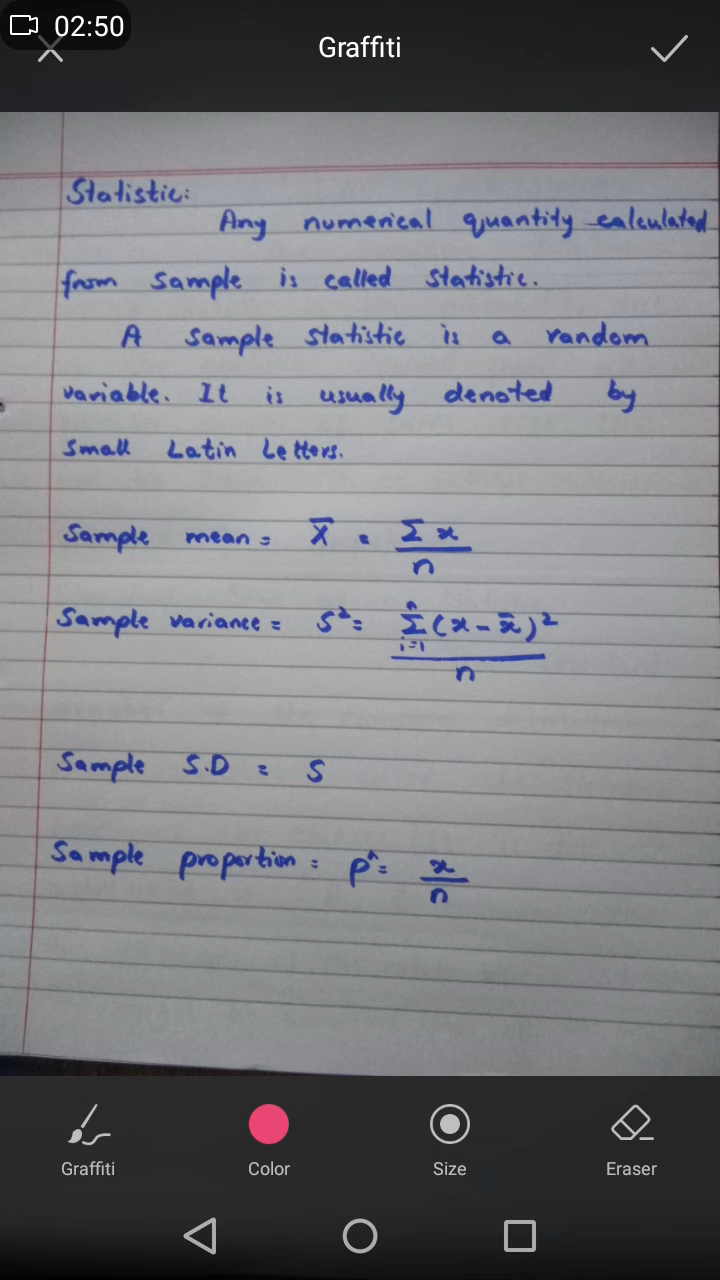 02:50
Graffiti
Statistic:
Any numerical quantity calculated
from sample is called statistic.
A sample statistic is a random
variable. It is usually denoted by
small Latin Letters.
Sample mean = X̅ = Σx / n
Sample variance = S² = Σⁿᵢ₌₁(x - x̅)² / n
Sample S.D = S
Sample proportion = p^ = x / n
Graffiti Color Size Eraser